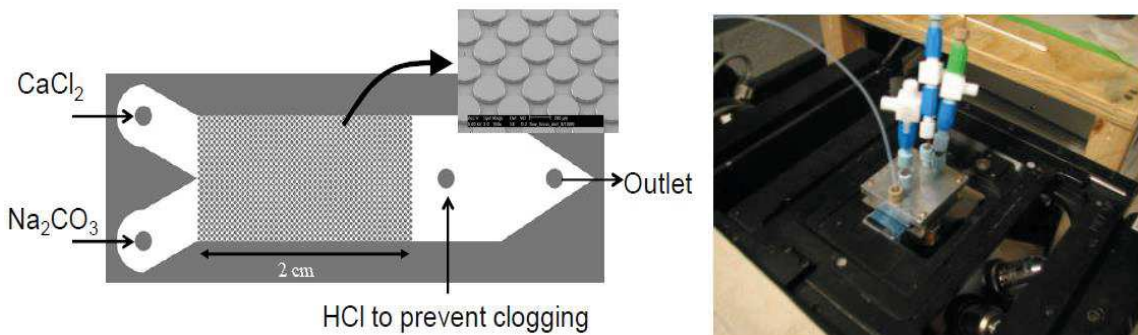 CaCl₂
Na₂CO₃
2 cm
Outlet
HCl to prevent clogging